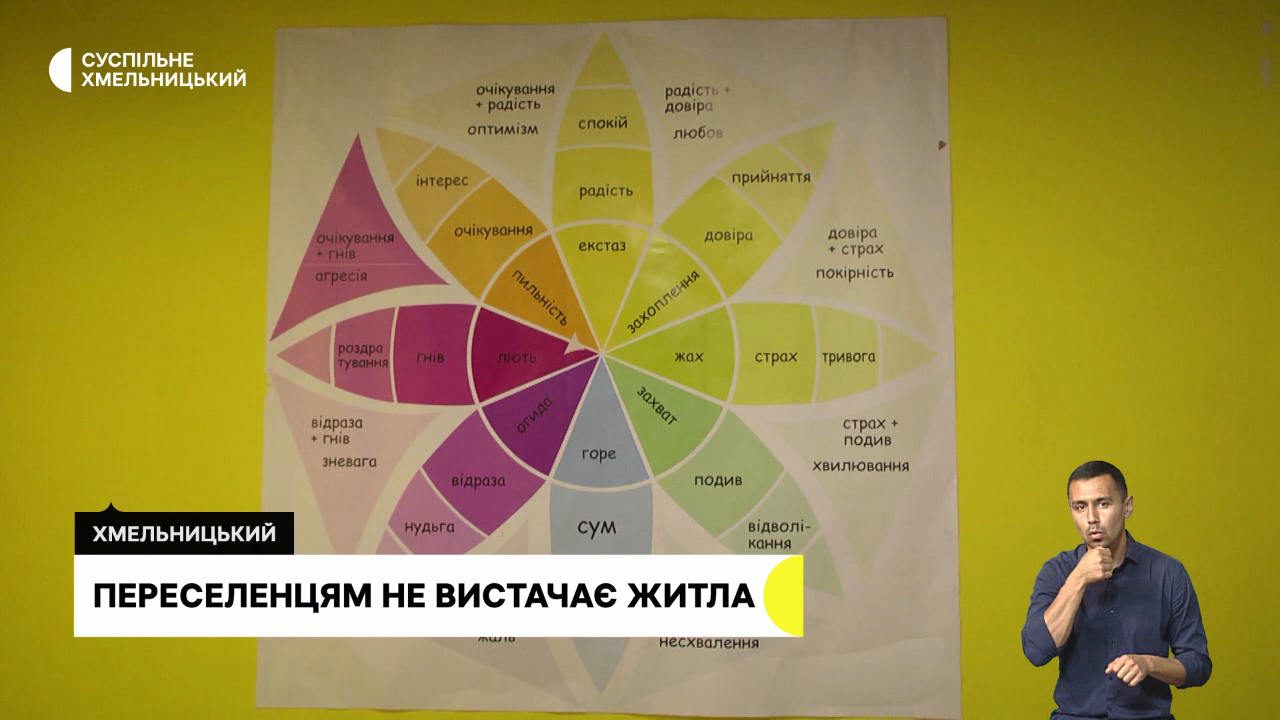 СУСПІЛЬНЕ
ХМЕЛЬНИЦЬКИЙ
очікування
+ радість
оптимізм
спокій
радість +
довіра
любов
інтерес
радість
прийняття
очікування
+ гнів
агресія
очікування
екстаз
довіра
довіра
+ страх
покірність
пильність
захоплення
роздра
тування
гнів
лють
жах
страх
тривога
відраза
+ гнів
зневага
огида
горе
захват
страх +
подив
хвилювання
відраза
подив
нудьга
сум
відволі-
кання
ХМЕЛЬНИЦЬКИЙ
ПЕРЕСЕЛЕНЦЯМ НЕ ВИСТАЧАЄ ЖИТЛА
жаль
несхвалення